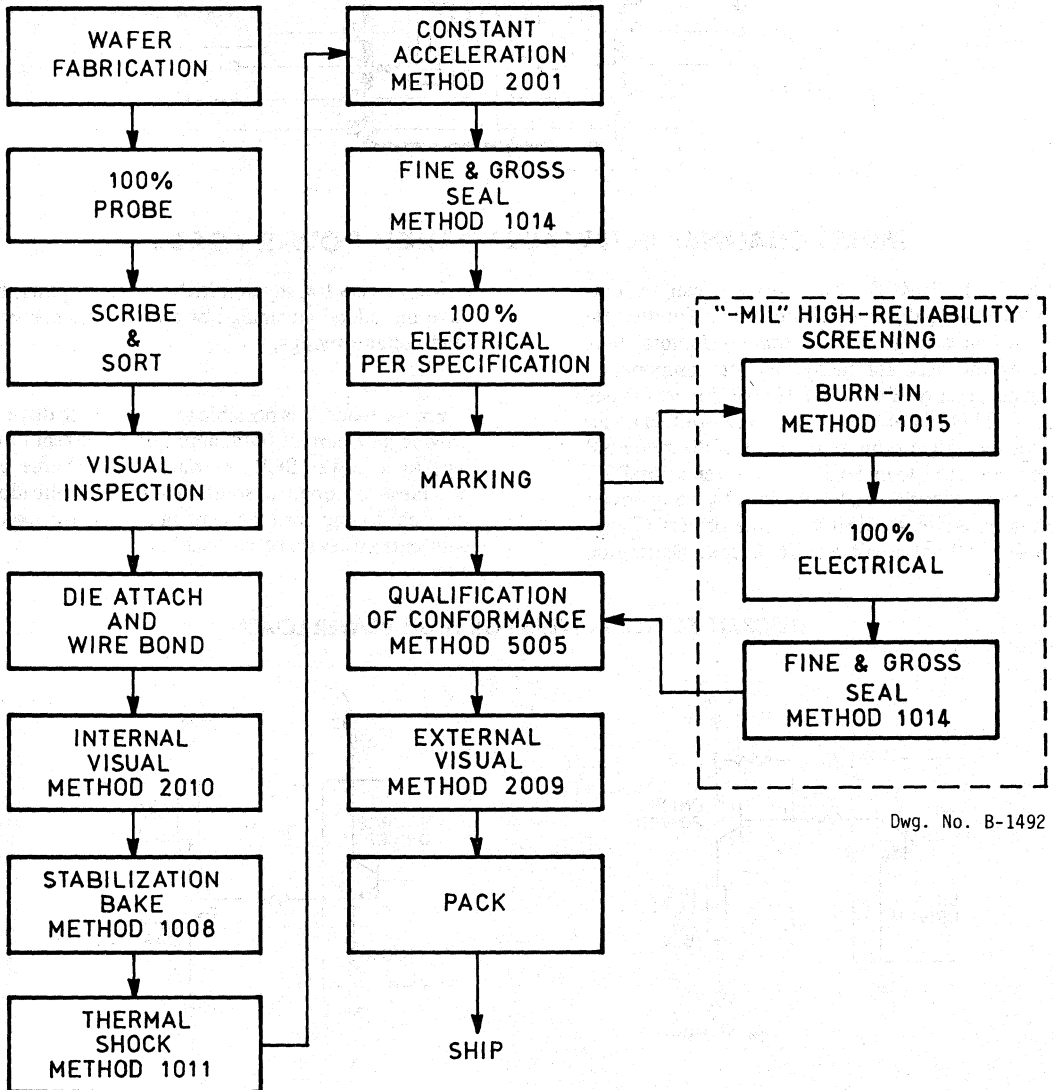 WAFER
FABRICATION
100%
PROBE
SCRIBE
&
SORT
VISUAL
INSPECTION
DIE ATTACH
AND
WIRE BOND
INTERNAL
VISUAL
METHOD 2010
STABILIZATION
BAKE
METHOD 1008
THERMAL
SHOCK
METHOD 1011
CONSTANT
ACCELERATION
METHOD 2001
FINE & GROSS
SEAL
METHOD 1014
100%
ELECTRICAL
PER SPECIFICATION
MARKING
QUALIFICATION
OF CONFORMANCE
METHOD 5005
EXTERNAL
VISUAL
METHOD 2009
PACK
SHIP
"-MIL" HIGH-RELIABILITY
SCREENING
BURN-IN
METHOD 1015
100%
ELECTRICAL
FINE & GROSS
SEAL
METHOD 1014
Dwg. No. B-1492